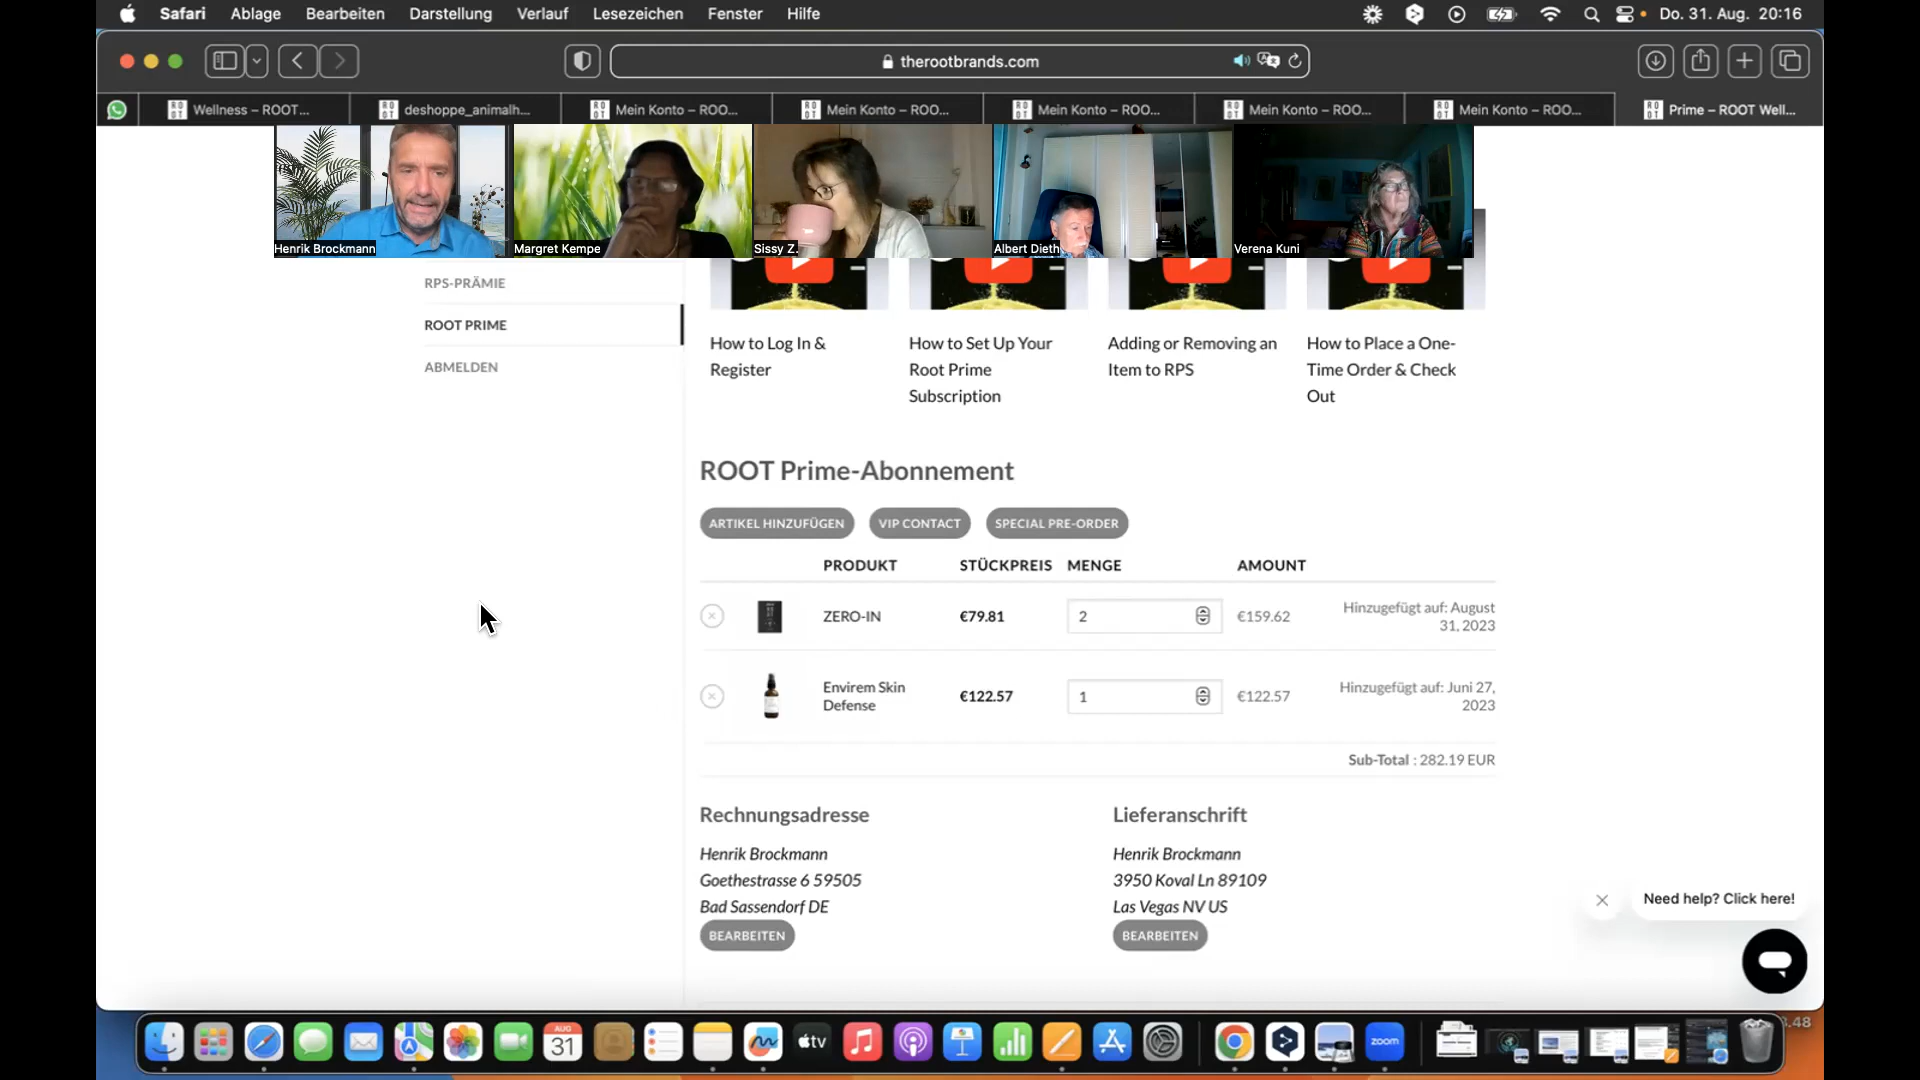 Safari Ablage Bearbeiten Darstellung Verlauf Lesezeichen Fenster Hilfe Do. 31. Aug. 20:16
therootbrands.com
Wellness – ROOT... deshoppe_animalh... Mein Konto – ROO... Mein Konto – ROO... Mein Konto – ROO... Mein Konto – ROO... Mein Konto – ROO... Prime – ROOT Well...
Henrik Brockmann Margret Kempe Sissy Z. Albert Dieth Verena Kuni
RPS-PRÄMIE
ROOT PRIME
ABMELDEN
How to Log In &
Register
How to Set Up Your
Root Prime
Subscription
Adding or Removing an
Item to RPS
How to Place a One-
Time Order & Check
Out
ROOT Prime-Abonnement
ARTIKEL HINZUFÜGEN VIP CONTACT SPECIAL PRE-ORDER
PRODUKT STÜCKPREIS MENGE AMOUNT
ZERO-IN €79.81 2 €159.62 Hinzugefügt auf: August
31, 2023
Envirem Skin
Defense
€122.57 1 €122.57 Hinzugefügt auf: Juni 27,
2023
Sub-Total : 282.19 EUR
Rechnungsadresse
Henrik Brockmann
Goethestrasse 6 59505
Bad Sassendorf DE
BEARBEITEN
Lieferanschrift
Henrik Brockmann
3950 Koval Ln 89109
Las Vegas NV US
BEARBEITEN
Need help? Click here!
AUG
31
tv
zoom